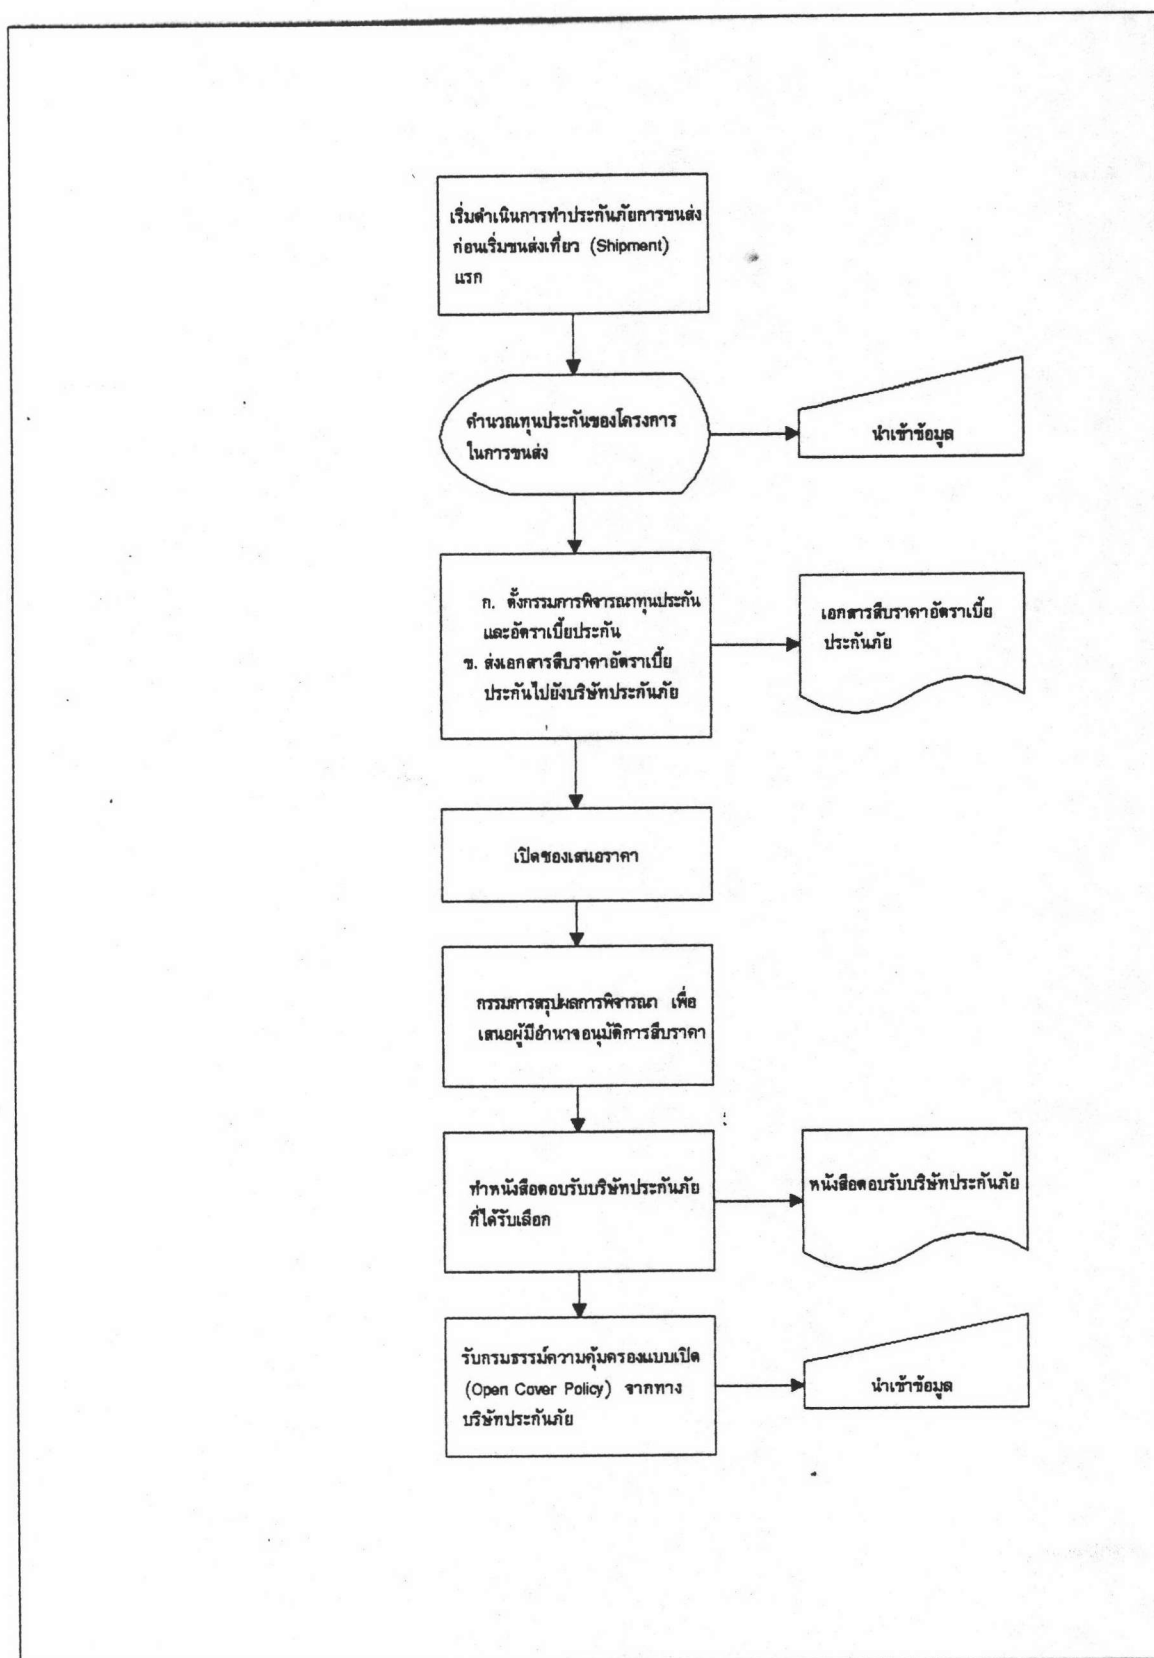 เริ่มดำเนินการทำประกันภัยการขนส่ง
ก่อนเริ่มขนส่งเที่ยว (Shipment)
แรก
คำนวณทุนประกันของโครงการ
ในการขนส่ง
นำเข้าข้อมูล
ก. ตั้งกรรมการพิจารณาทุนประกัน
และอัตราเบี้ยประกัน
ข. ส่งเอกสารสืบราคาอัตราเบี้ย
ประกันไปยังบริษัทประกันภัย
เอกสารสืบราคาอัตราเบี้ย
ประกันภัย
เปิดซองเสนอราคา
กรรมการสรุปผลการพิจารณา เพื่อ
เสนอผู้มีอำนาจอนุมัติการสืบราคา
ทำหนังสือตอบรับบริษัทประกันภัย
ที่ได้รับเลือก
หนังสือตอบรับบริษัทประกันภัย
รับกรมธรรม์ความคุ้มครองแบบเปิด
(Open Cover Policy) จากทาง
บริษัทประกันภัย
นำเข้าข้อมูล